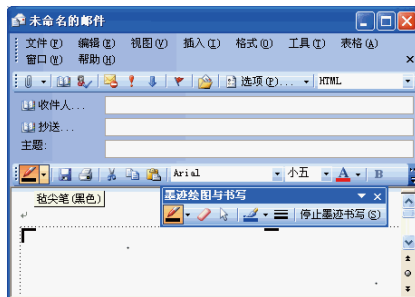 未命名的邮件
文件(F) 编辑(E) 视图(V) 插入(I) 格式(O) 工具(T) 表格(A)
窗口(W) 帮助(H)
选项(P)... HTML
收件人...
抄送...
主题:
Arial 小五 A B
毡尖笔(黑色)
墨迹绘图与书写
停止墨迹书写(S)